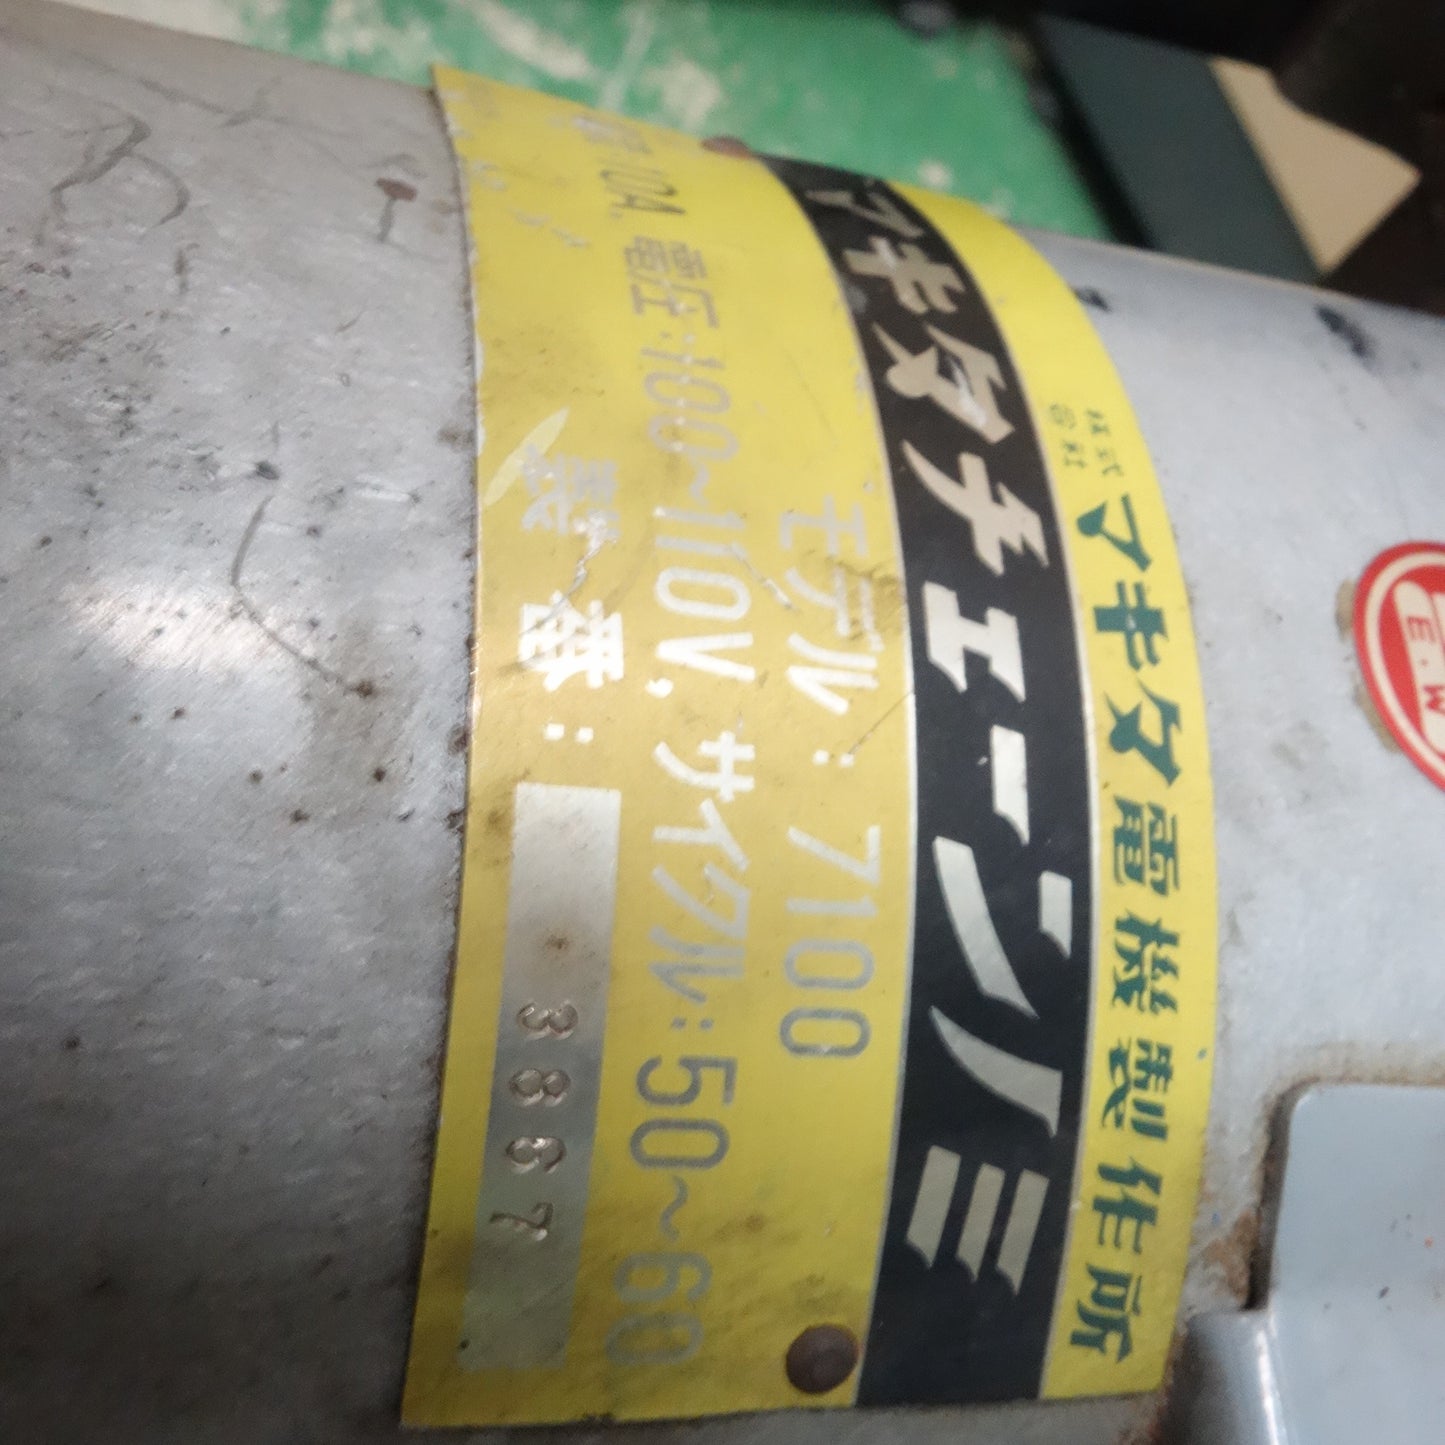 株式会社 マキタ電機製作所
マキタチェーンノミ
モデル：7100
10A. 電圧:100~110V, サイクル:50~60
番：3867
E.W